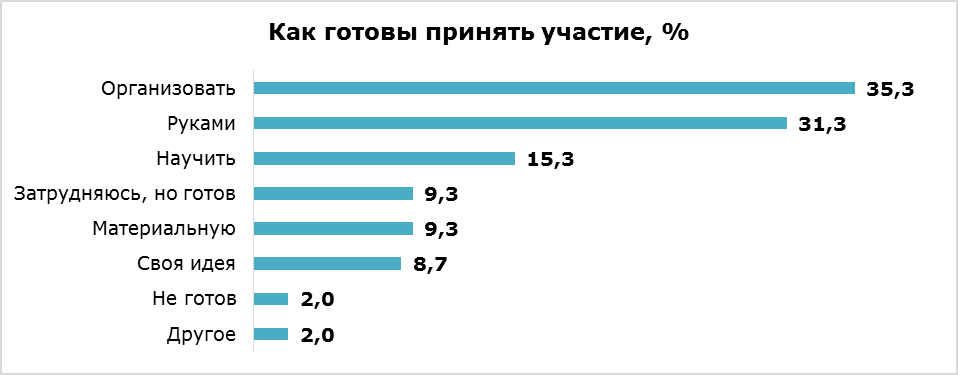 Как готовы принять участие, %
Организовать 35,3
Руками 31,3
Научить 15,3
Затрудняюсь, но готов 9,3
Материальную 9,3
Своя идея 8,7
Не готов 2,0
Другое 2,0